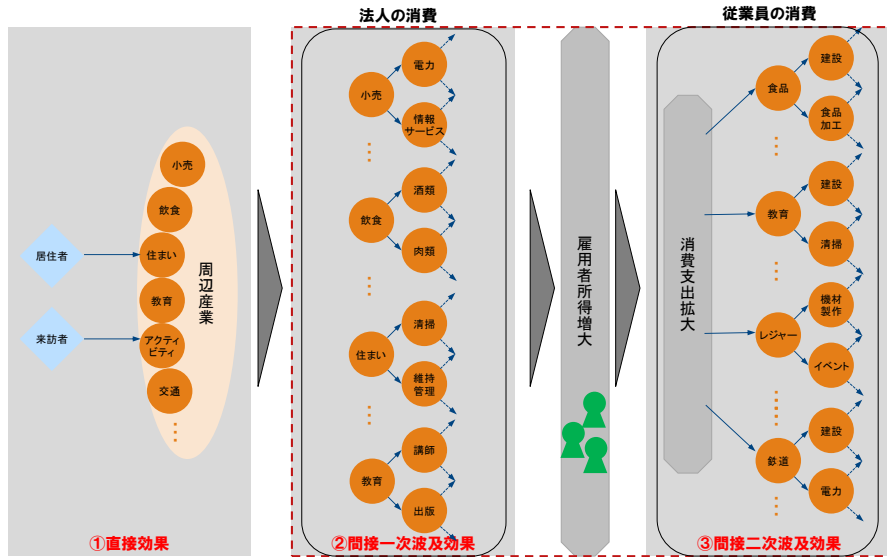 法人の消費
従業員の消費
小売
飲食
住まい
教育
アクティ
ビティ
交通
…
周辺産業
居住者
来訪者
①直接効果
小売
電力
情報
サービス
…
飲食
酒類
肉類
…
住まい
清掃
維持
管理
教育
講師
出版
②間接一次波及効果
雇用者所得増大
消費支出拡大
食品
建設
食品
加工
…
教育
建設
清掃
…
レジャー
機材
製作
イベント
……
鉄道
建設
電力
…
③間接二次波及効果